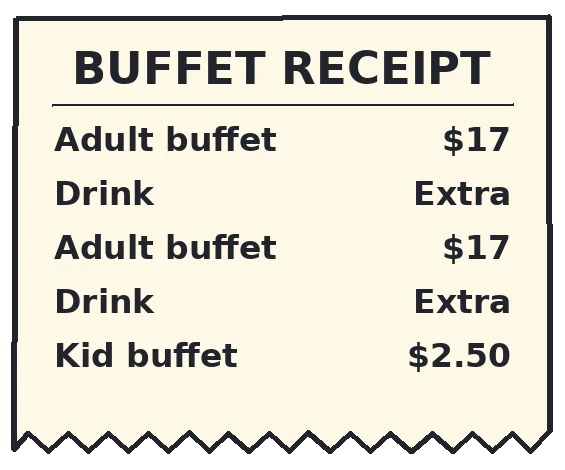 BUFFET RECEIPT
Adult buffet $17
Drink Extra
Adult buffet $17
Drink Extra
Kid buffet $2.50